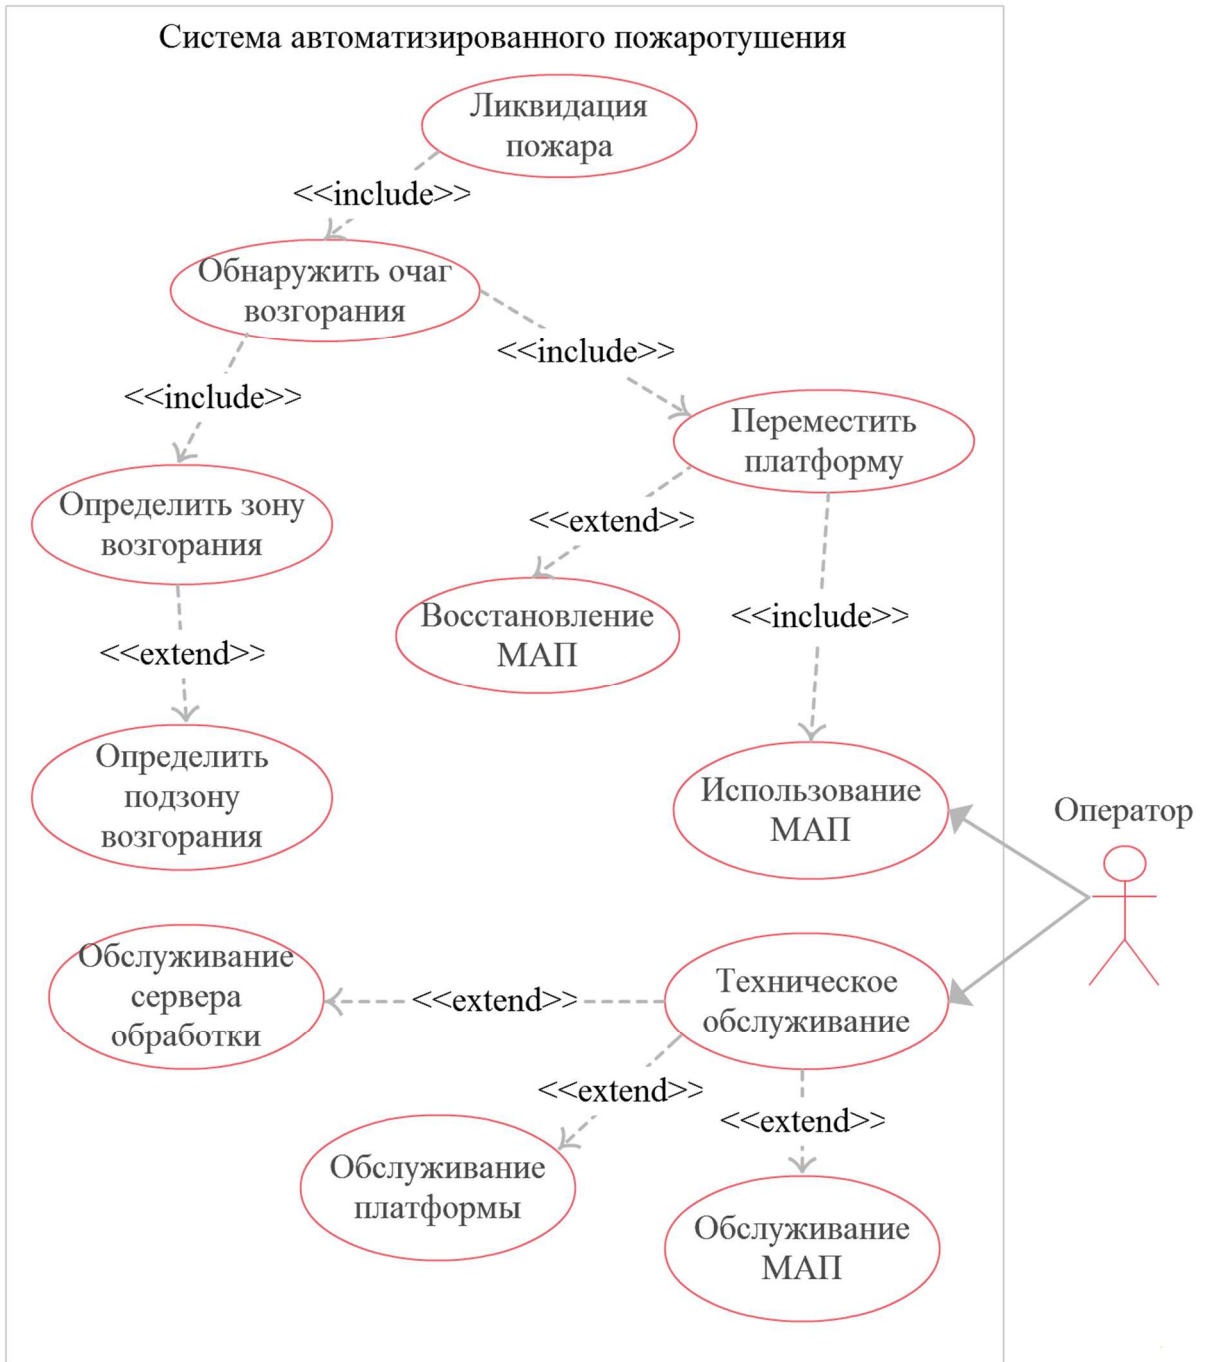 Система автоматизированного пожаротушения
Ликвидация
пожара
<<include>>
Обнаружить очаг
возгорания
<<include>>
<<include>>
Переместить
платформу
Определить зону
возгорания
<<extend>>
Восстановление
МАП
<<include>>
<<extend>>
Определить
подзону
возгорания
Использование
МАП
Оператор
Обслуживание
сервера
обработки
<<extend>>
Техническое
обслуживание
<<extend>>
<<extend>>
Обслуживание
платформы
Обслуживание
МАП